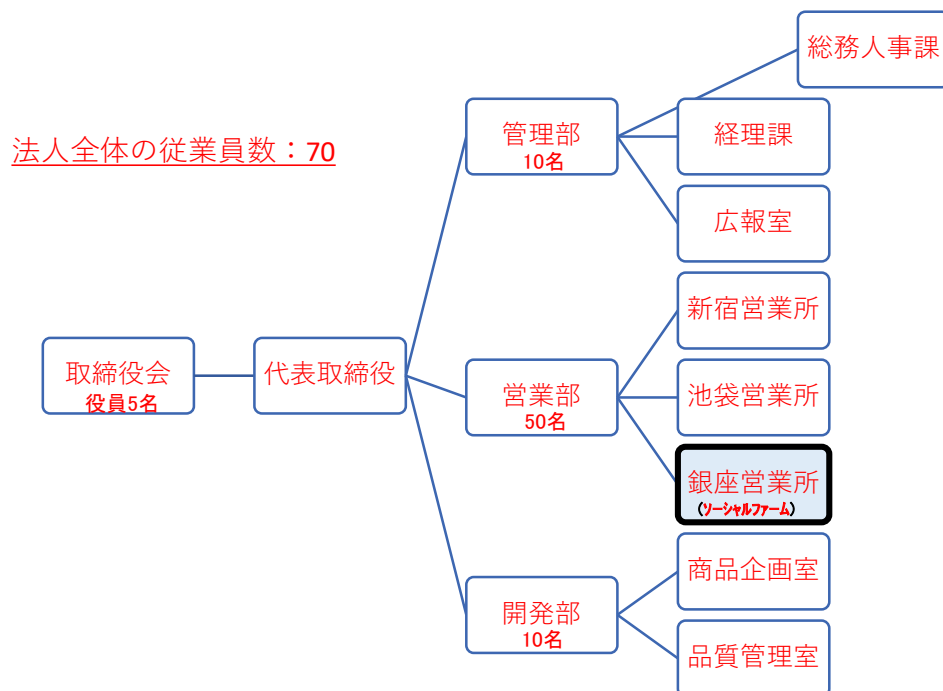 総務人事課
法人全体の従業員数：70
管理部
10名
経理課
広報室
新宿営業所
取締役会
役員5名
代表取締役
営業部
50名
池袋営業所
銀座営業所
(ソーシャルファーム)
商品企画室
開発部
10名
品質管理室